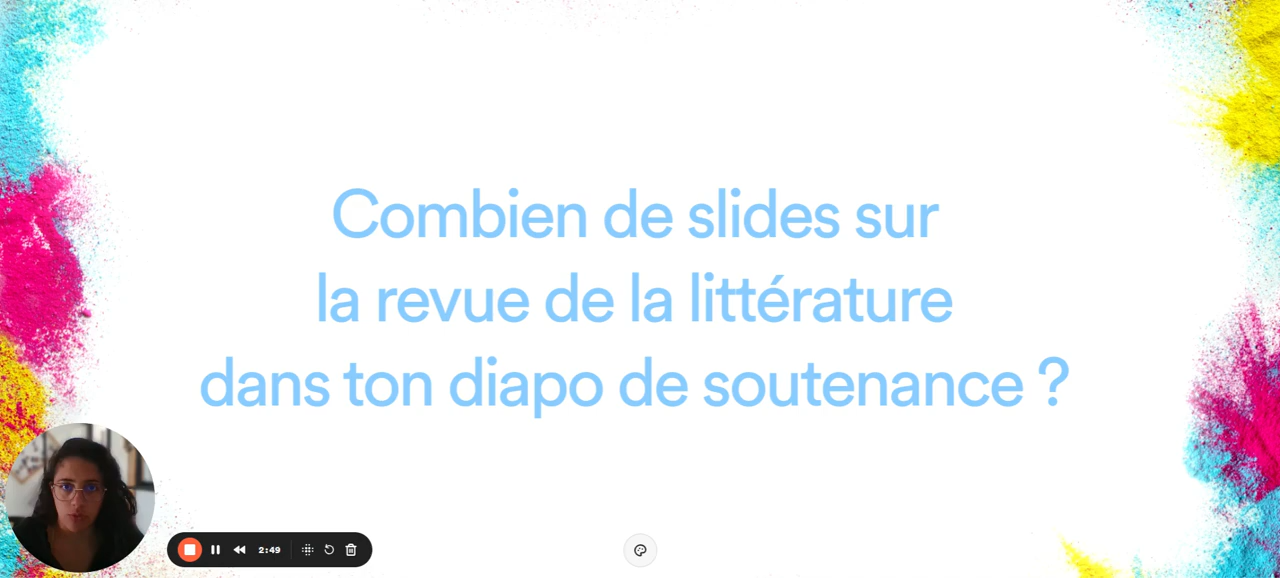 Combien de slides sur
la revue de la littérature
dans ton diapo de soutenance ?
2:49